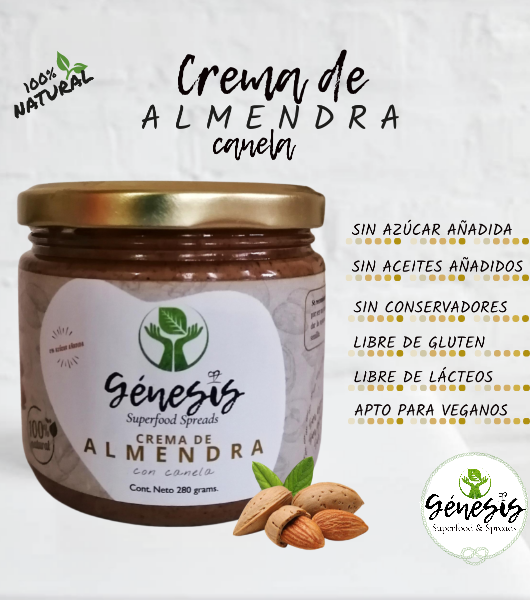 100%
NATURAL
Crema de
ALMENDRA
canela
SIN AZÚCAR AÑADIDA
SIN ACEITES AÑADIDOS
SIN CONSERVADORES
LIBRE DE GLUTEN
LIBRE DE LÁCTEOS
APTO PARA VEGANOS
Génesis
Superfood Spreads
CREMA DE
ALMENDRA
con canela
Cont. Neto 280 grams.
100%
natural
Génesis
Superfood & Spreads